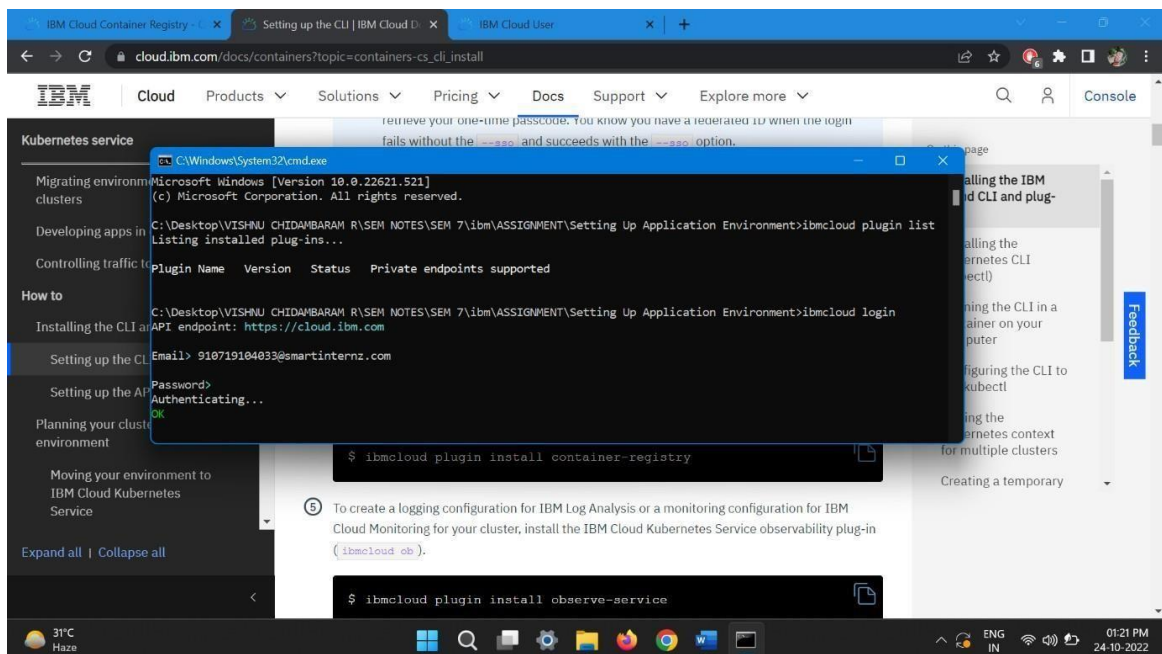 IBM Cloud Container Registry - C
Setting up the CLI | IBM Cloud D
IBM Cloud User
cloud.ibm.com/docs/containers?topic=containers-cs_cli_install
6
IBM Cloud Products Solutions Pricing Docs Support Explore more Console
Kubernetes service
Migrating environm
clusters
Developing apps in
Controlling traffic to
How to
Installing the CLI an
Setting up the CL
Setting up the AP
Planning your cluste
environment
Moving your environment to
IBM Cloud Kubernetes
Service
Expand all | Collapse all
retrieve your one-time passcode. You know you have a federated ID when the login
fails without the --sso and succeeds with the --sso option.
C:\Windows\System32\cmd.exe
Microsoft Windows [Version 10.0.22621.521]
(c) Microsoft Corporation. All rights reserved.
C:\Desktop\VISHNU CHIDAMBARAM R\SEM NOTES\SEM 7\ibm\ASSIGNMENT\Setting Up Application Environment>ibmcloud plugin list
Listing installed plug-ins...
Plugin Name Version Status Private endpoints supported
C:\Desktop\VISHNU CHIDAMBARAM R\SEM NOTES\SEM 7\ibm\ASSIGNMENT\Setting Up Application Environment>ibmcloud login
API endpoint: https://cloud.ibm.com
Email> 910719104033@smartinternz.com
Password>
Authenticating...
OK
$ ibmcloud plugin install container-registry
5 To create a logging configuration for IBM Log Analysis or a monitoring configuration for IBM
Cloud Monitoring for your cluster, install the IBM Cloud Kubernetes Service observability plug-in
( ibmcloud ob ).
$ ibmcloud plugin install observe-service
page
alling the IBM
d CLI and plug-
alling the
ernetes CLI
ectl)
ning the CLI in a
ainer on your
puter
figuring the CLI to
kubectl
ing the
ernetes context
for multiple clusters
Creating a temporary
Feedback
31°C
Haze
ENG
IN
01:21 PM
24-10-2022